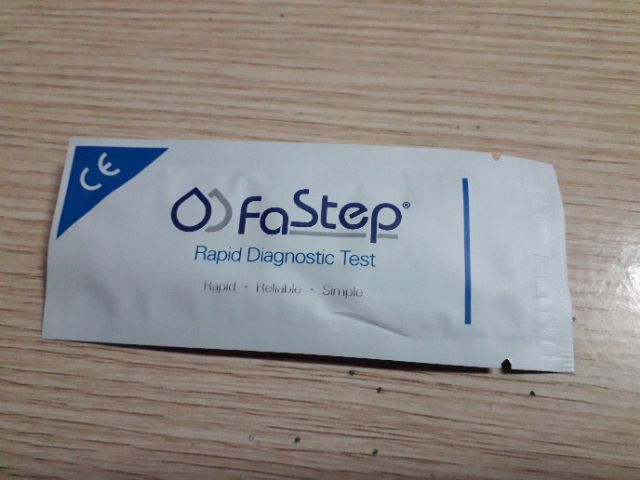 CE
FaStep®
Rapid Diagnostic Test
Rapid • Reliable • Simple